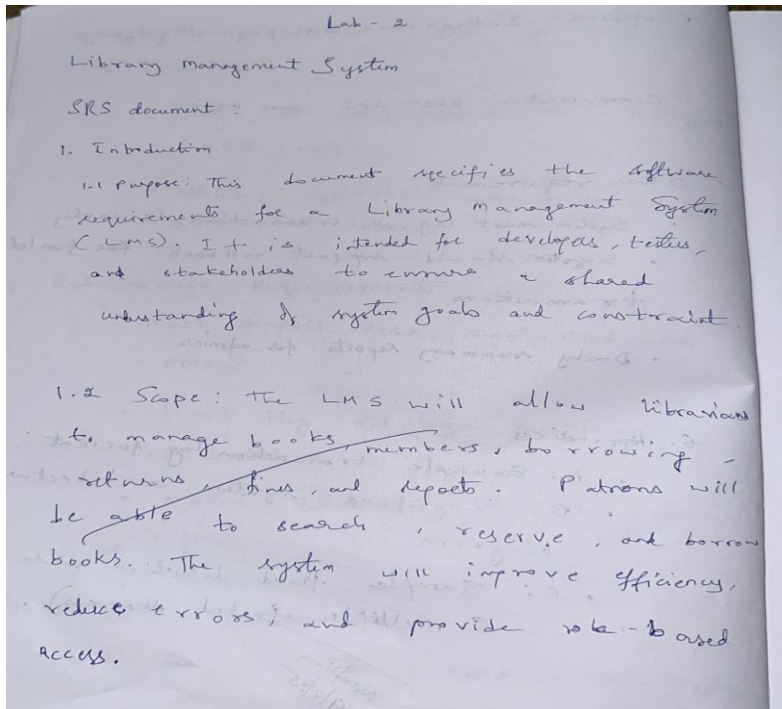 Lab - 2
Library Management System
SRS document :
1. Introduction
1.1 Purpose: This document specifies the software
requirements for a Library Management System
(LMS). It is intended for developers, testers,
and stakeholders to ensure a shared
understanding of system goals and constraint.
1.2 Scope: The LMS will allow librarians
to manage books, members, borrowing -
returns, fines, and reports. Patrons will
be able to search, reserve, and borrow
books. The system will improve efficiency,
reduce errors, and provide role-based
access.